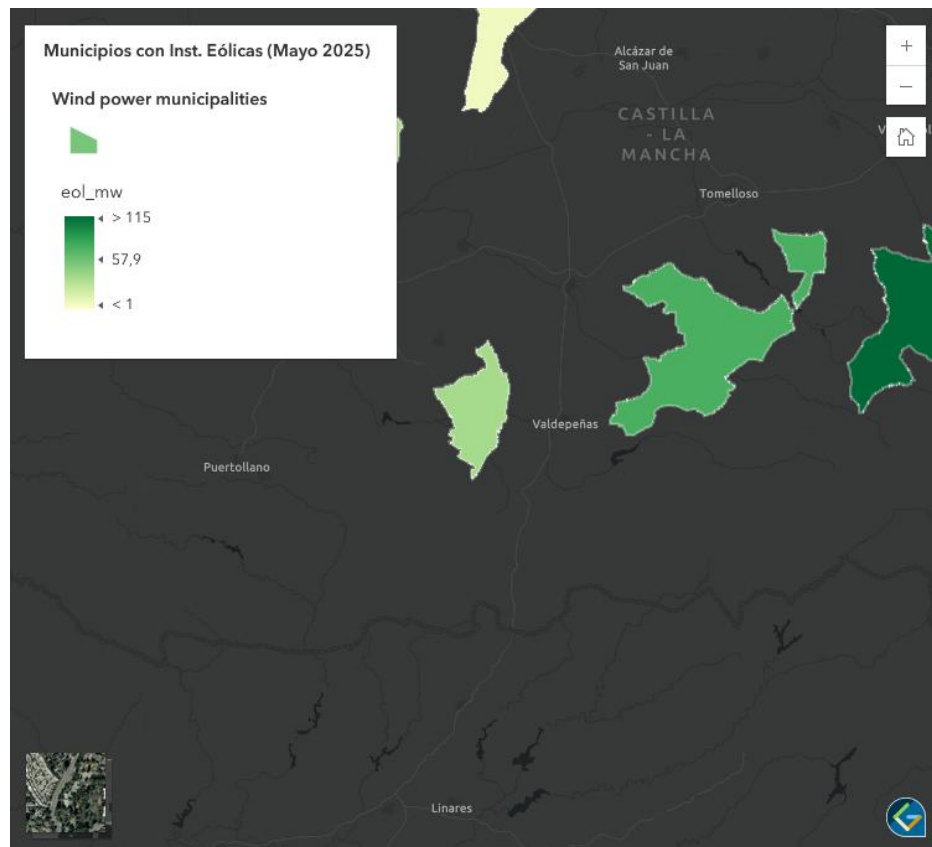 Municipios con Inst. Eólicas (Mayo 2025)
Wind power municipalities
eol_mw
> 115
57,9
< 1
Alcázar de
San Juan
CASTILLA
- LA
MANCHA
Tomelloso
Valdepeñas
Puertollano
Linares
+
−